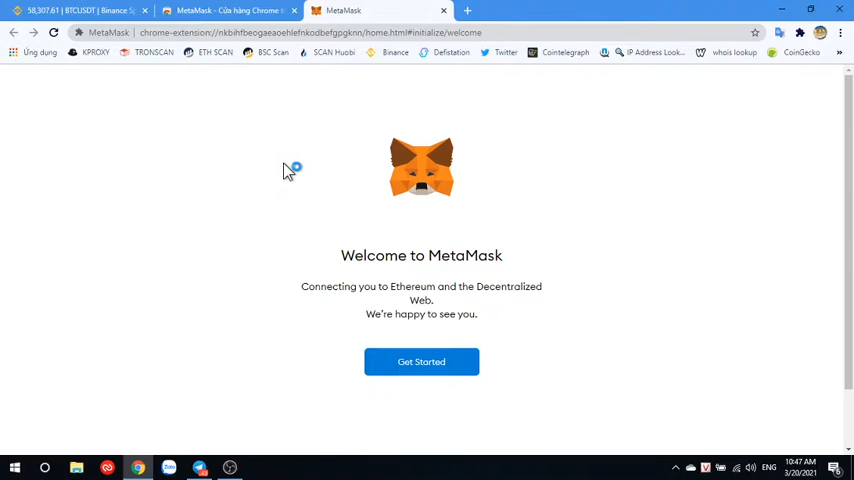 58,307.61 | BTCUSDT | Binance Sp
MetaMask - Cửa hàng Chrome t
MetaMask
MetaMask | chrome-extension://nkbihfbeogaeaoehlefnkodbefgpgknn/home.html#initialize/welcome
Ứng dụng KPROXY TRONSCAN ETH SCAN BSC Scan SCAN Huobi Binance Defistation Twitter Cointelegraph IP Address Look... whois lookup CoinGecko »
Welcome to MetaMask
Connecting you to Ethereum and the Decentralized
Web.
We're happy to see you.
Get Started
Zalo
V
ENG
10:47 AM
3/20/2021
6